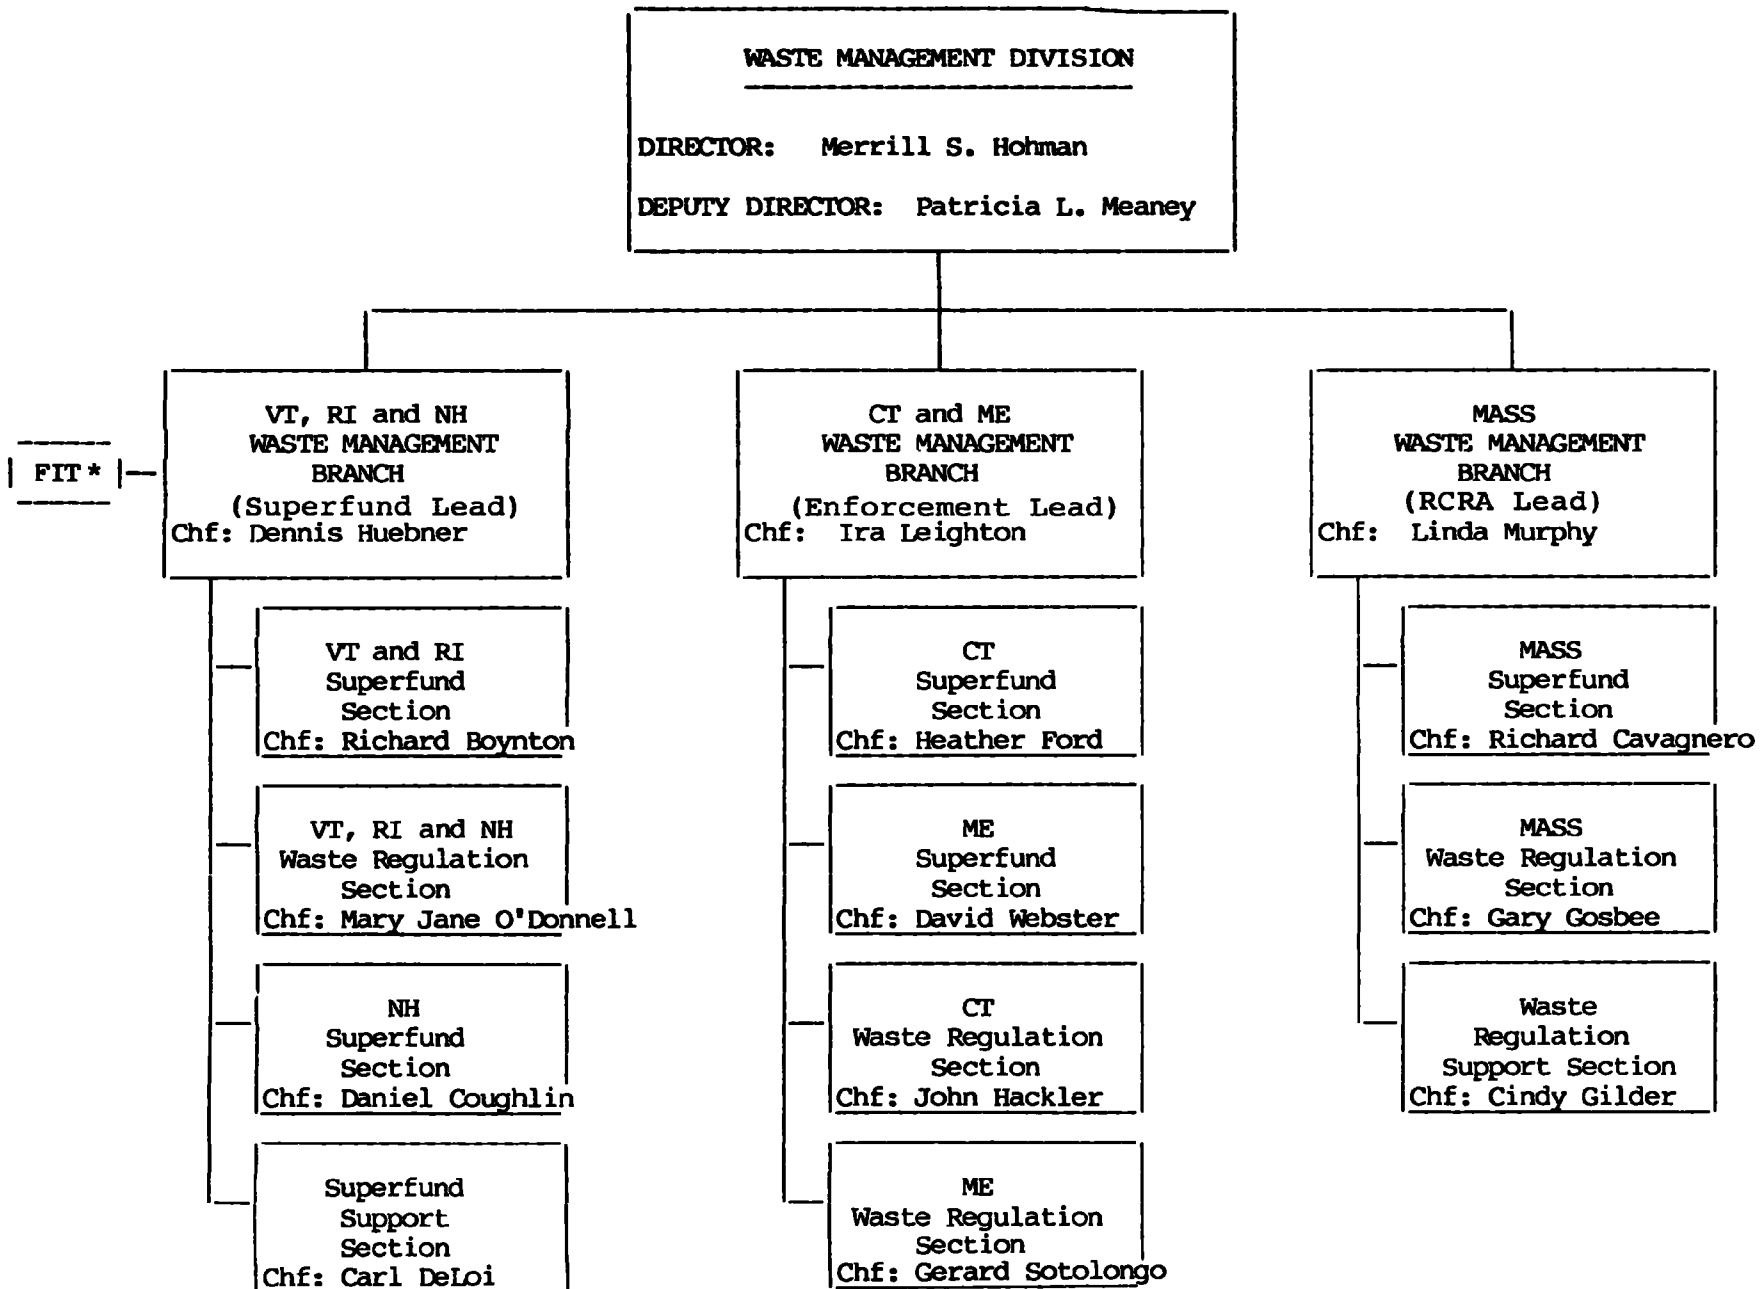 WASTE MANAGEMENT DIVISION
DIRECTOR: Merrill S. Hohman
DEPUTY DIRECTOR: Patricia L. Meaney
FIT *
VT, RI and NH
WASTE MANAGEMENT
BRANCH
(Superfund Lead)
Chf: Dennis Huebner
VT and RI
Superfund
Section
Chf: Richard Boynton
VT, RI and NH
Waste Regulation
Section
Chf: Mary Jane O'Donnell
NH
Superfund
Section
Chf: Daniel Coughlin
Superfund
Support
Section
Chf: Carl DeLoi
CT and ME
WASTE MANAGEMENT
BRANCH
(Enforcement Lead)
Chf: Ira Leighton
CT
Superfund
Section
Chf: Heather Ford
ME
Superfund
Section
Chf: David Webster
CT
Waste Regulation
Section
Chf: John Hackler
ME
Waste Regulation
Section
Chf: Gerard Sotolongo
MASS
WASTE MANAGEMENT
BRANCH
(RCRA Lead)
Chf: Linda Murphy
MASS
Superfund
Section
Chf: Richard Cavagnero
MASS
Waste Regulation
Section
Chf: Gary Gosbee
Waste
Regulation
Support Section
Chf: Cindy Gilder